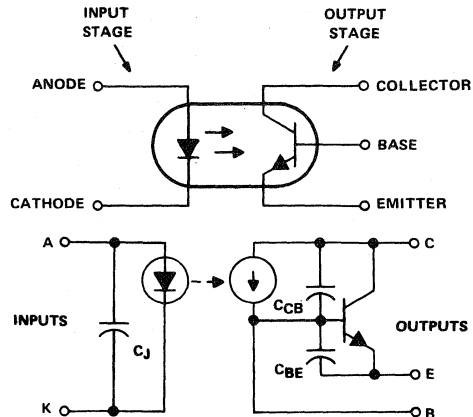 INPUT
STAGE
OUTPUT
STAGE
ANODE
COLLECTOR
BASE
CATHODE
EMITTER
A
C
INPUTS
CJ
CCB
CBE
OUTPUTS
E
K
B